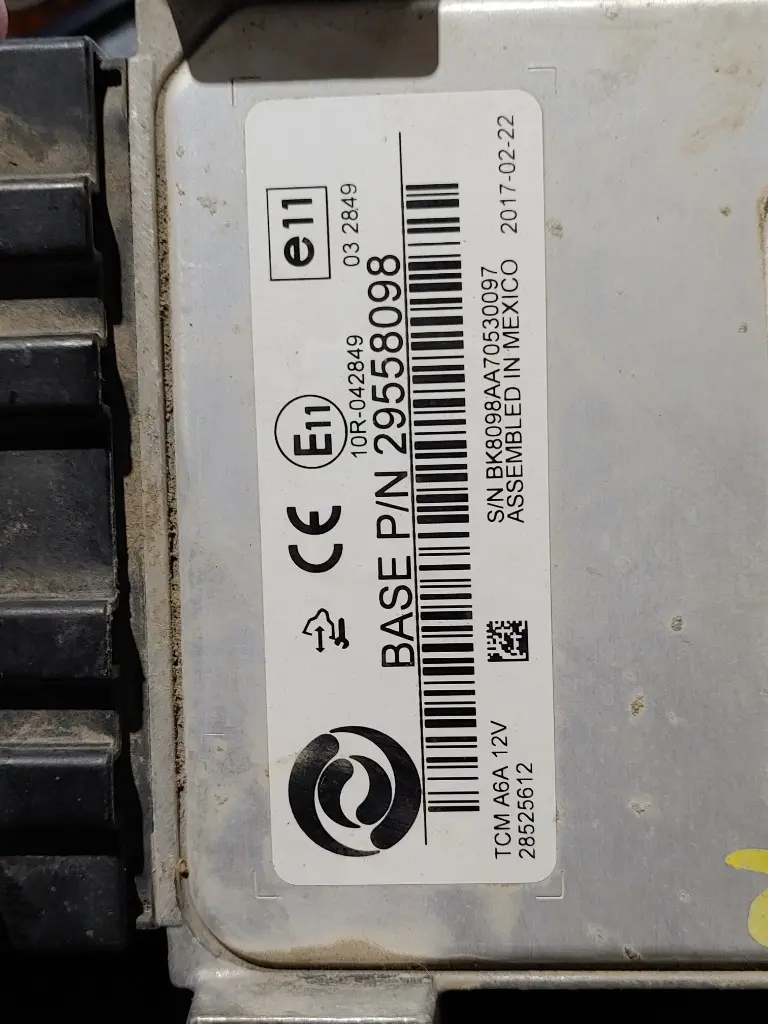 CE
E11
10R-042849
e11
03 2849
BASE P/N 29558098
TCM A6A 12V
28525612
S/N BK8098AA70530097
ASSEMBLED IN MEXICO 2017-02-22